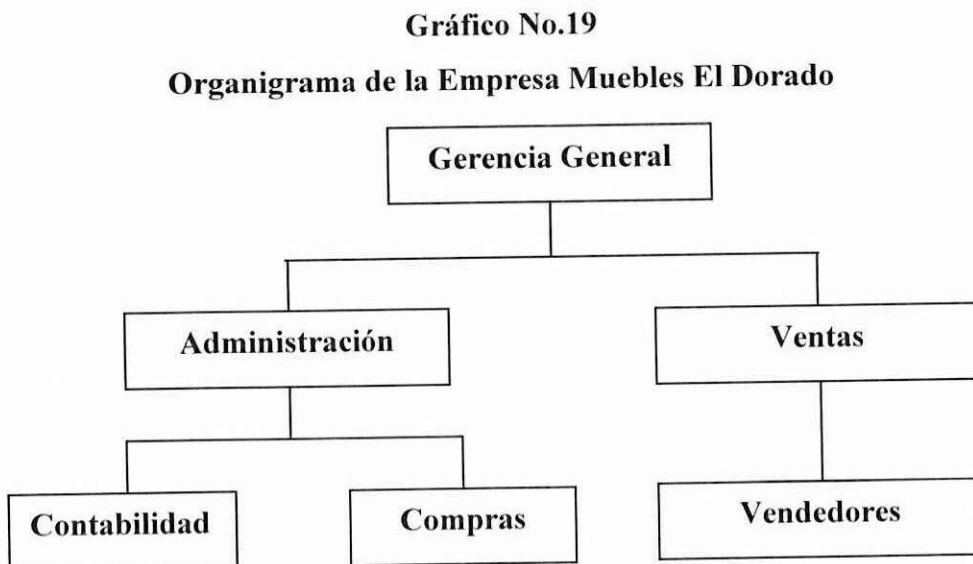 Gráfico No.19
Organigrama de la Empresa Muebles El Dorado
Gerencia General
Administración
Ventas
Contabilidad
Compras
Vendedores